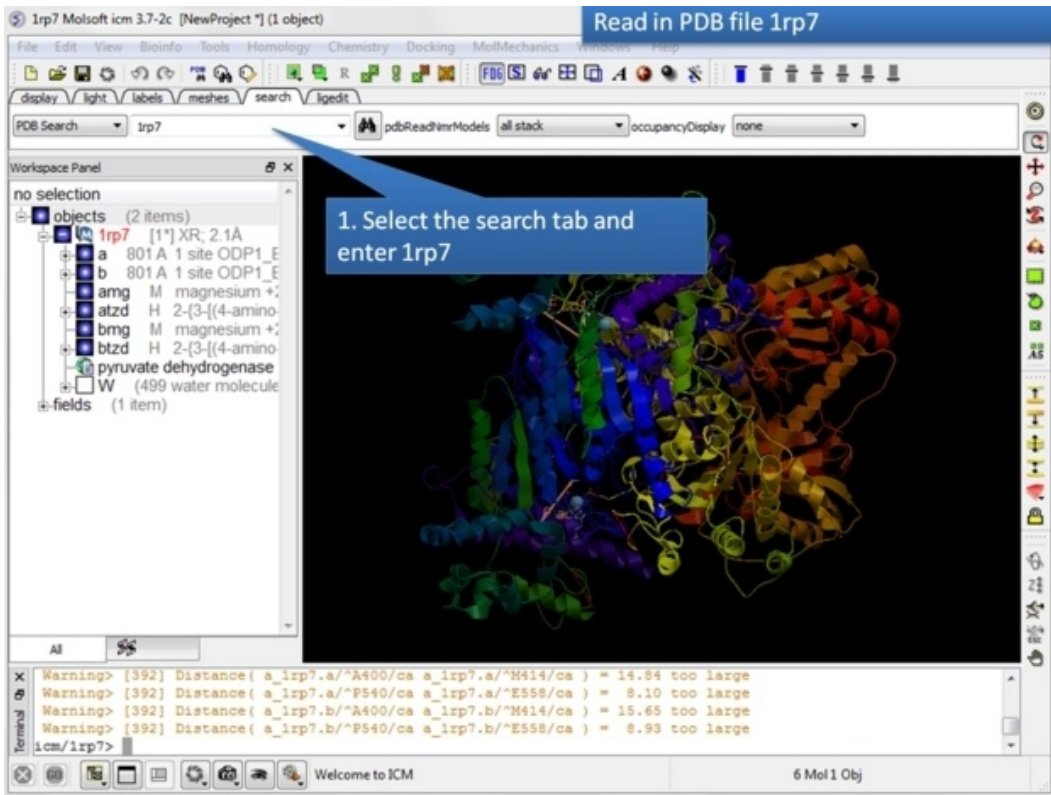 1rp7 Molsoft icm 3.7-2c [NewProject *] (1 object)
Read in PDB file 1rp7
File Edit View Bioinfo Tools Homology Chemistry Docking MolMechanics Windows Help
R FOG S A
display light labels meshes search ligedit
PDB Search 1rp7 pdbReadNmrModels all stack occupancyDisplay none
Workspace Panel
no selection
objects (2 items)
1rp7 [1*] XR; 2.1Å
a 801 A 1 site ODP1_E
b 801 A 1 site ODP1_E
amg M magnesium +2
atzd H 2-{3-[(4-amino-
bmg M magnesium +2
btzd H 2-{3-[(4-amino-
pyruvate dehydrogenase
W (499 water molecule
fields (1 item)
1. Select the search tab and
enter 1rp7
AS
All
Terminal
Warning> [392] Distance( a_1rp7.a/^A400/ca a_1rp7.a/^M414/ca ) = 14.84 too large
Warning> [392] Distance( a_1rp7.a/^P540/ca a_1rp7.a/^E558/ca ) = 8.10 too large
Warning> [392] Distance( a_1rp7.b/^A400/ca a_1rp7.b/^M414/ca ) = 15.65 too large
Warning> [392] Distance( a_1rp7.b/^P540/ca a_1rp7.b/^E558/ca ) = 8.93 too large
icm/1rp7>
GO Welcome to ICM 6 Mol 1 Obj